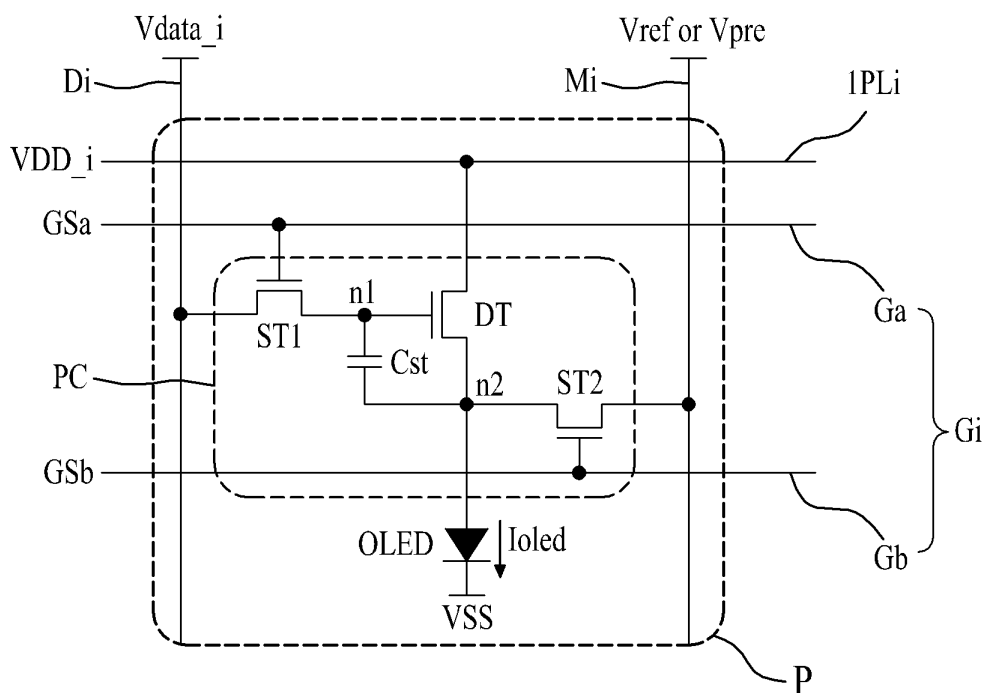 Vdata_i
Vref or Vpre
Di
Mi
1PLi
VDD_i
GSa
n1
DT
Ga
ST1
Cst
PC
n2
ST2
Gi
GSb
OLED
Ioled
Gb
VSS
P